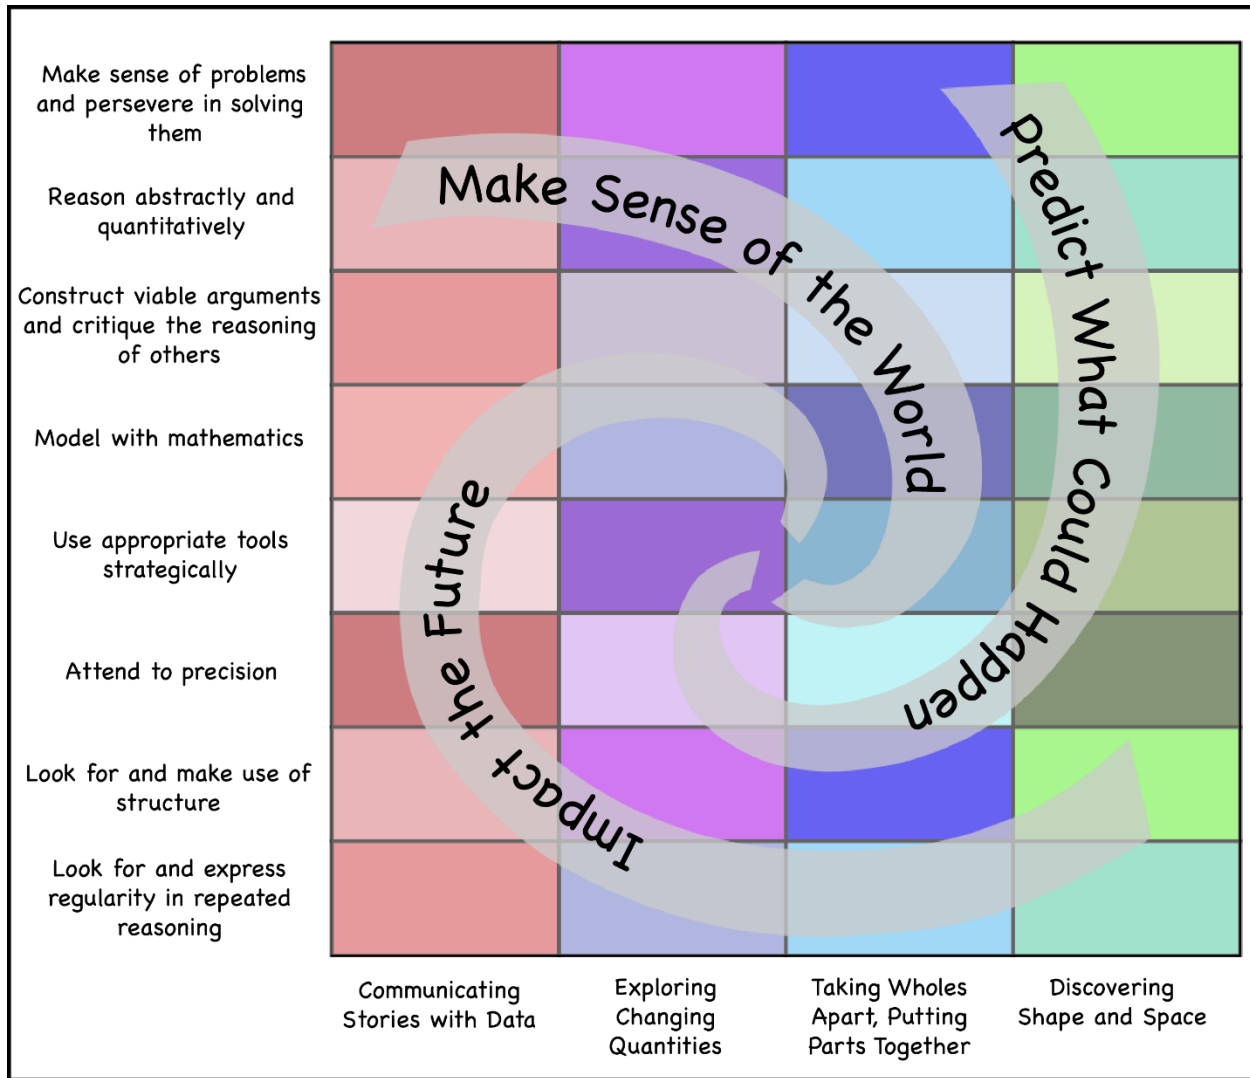 Make sense of problems
and persevere in solving
them
Reason abstractly and
quantitatively
Construct viable arguments
and critique the reasoning
of others
Model with mathematics
Use appropriate tools
strategically
Attend to precision
Look for and make use of
structure
Look for and express
regularity in repeated
reasoning
Make Sense of the World
Predict What Could Happen
Impact the Future
Communicating
Stories with Data
Exploring
Changing
Quantities
Taking Wholes
Apart, Putting
Parts Together
Discovering
Shape and Space